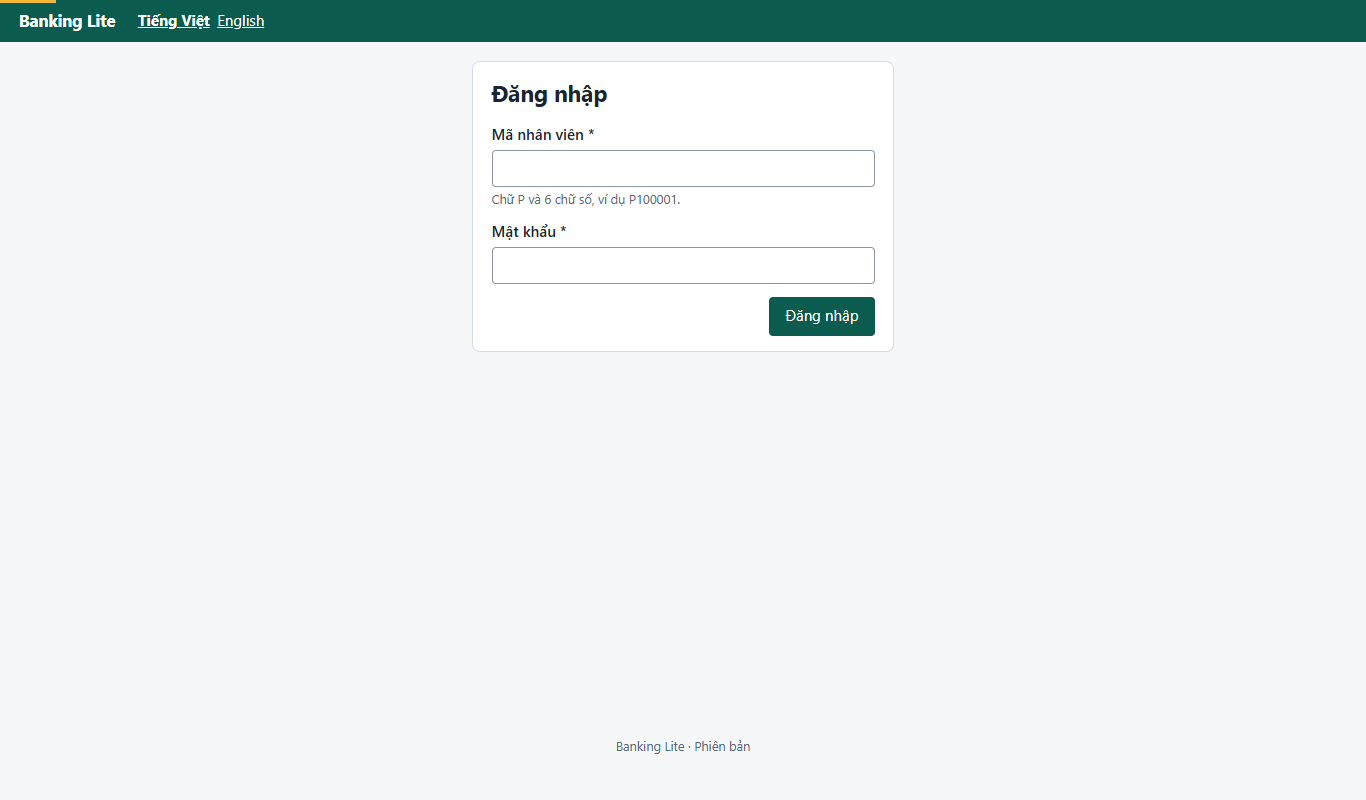 Banking Lite Tiếng Việt English
Đăng nhập
Mã nhân viên *
Chữ P và 6 chữ số, ví dụ P100001.
Mật khẩu *
Đăng nhập
Banking Lite · Phiên bản